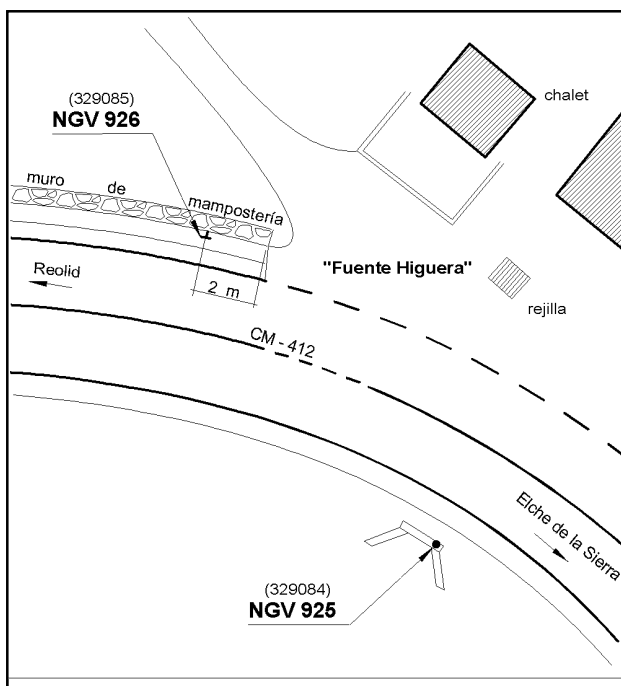 chalet
(329085)
NGV 926
muro de mampostería
"Fuente Higuera"
Reolid
2 m
rejilla
CM - 412
Elche de la Sierra
(329084)
NGV 925